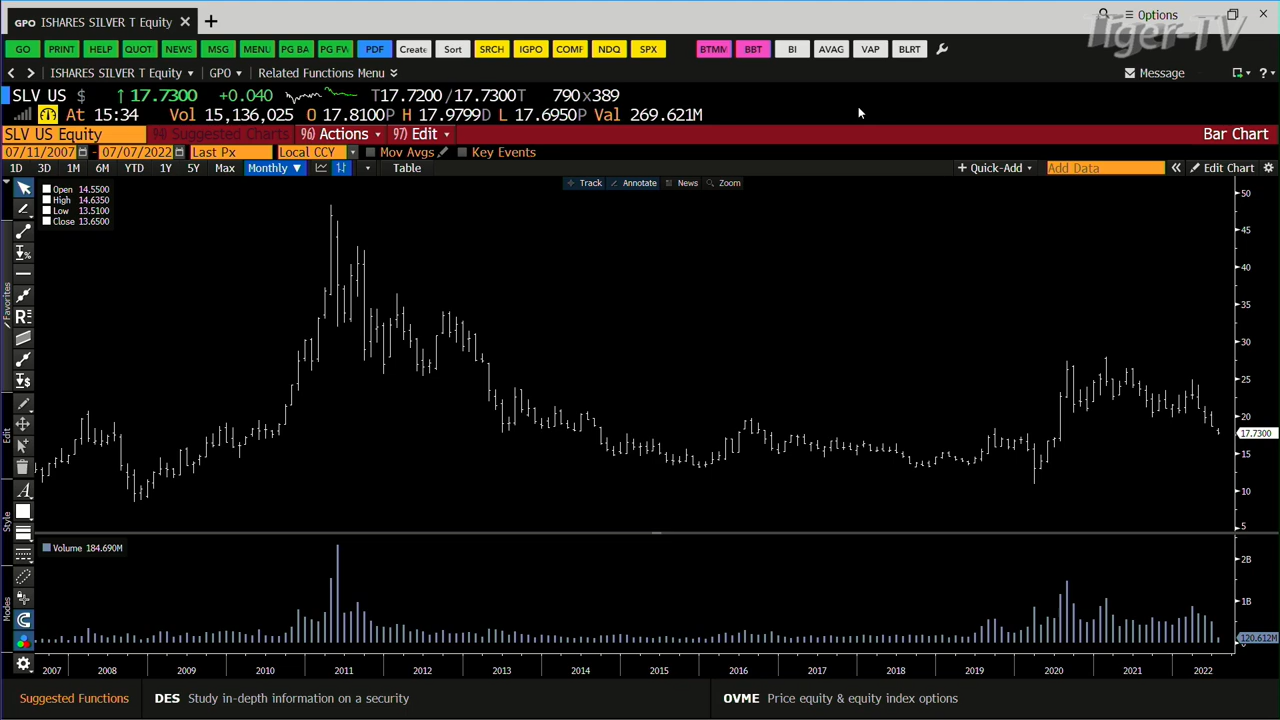 GPO ISHARES SILVER T Equity
Options
Tiger-TV
GO PRINT HELP QUOT NEWS MSG MENU PG BA PG FW PDF Create Sort SRCH IGPO COMF NDQ SPX BTMM BBT BI AVAG VAP BLRT
ISHARES SILVER T Equity GPO Related Functions Menu Message ?
SLV US $ ↑ 17.7300 +0.040 T17.7200/17.7300T 790x389
At 15:34 Vol 15,136,025 O 17.8100P H 17.9799D L 17.6950P Val 269.621M
SLV US Equity 94) Suggested Charts 96) Actions 97) Edit Bar Chart
07/11/2007 - 07/07/2022 Last Px Local CCY Mov Avgs Key Events
1D 3D 1M 6M YTD 1Y 5Y Max Monthly ▼ Table + Quick-Add Add Data « Edit Chart
Track Annotate News Zoom
Open 14.5500
High 14.6350
Low 13.5100
Close 13.6500
50
45
40
35
30
25
20
17.7300
15
10
5
Favorites
Edit
Style
Modes
Volume 184.690M
2B
1B
120.612M
0
2007 2008 2009 2010 2011 2012 2013 2014 2015 2016 2017 2018 2019 2020 2021 2022
Suggested Functions DES Study in-depth information on a security OVME Price equity & equity index options